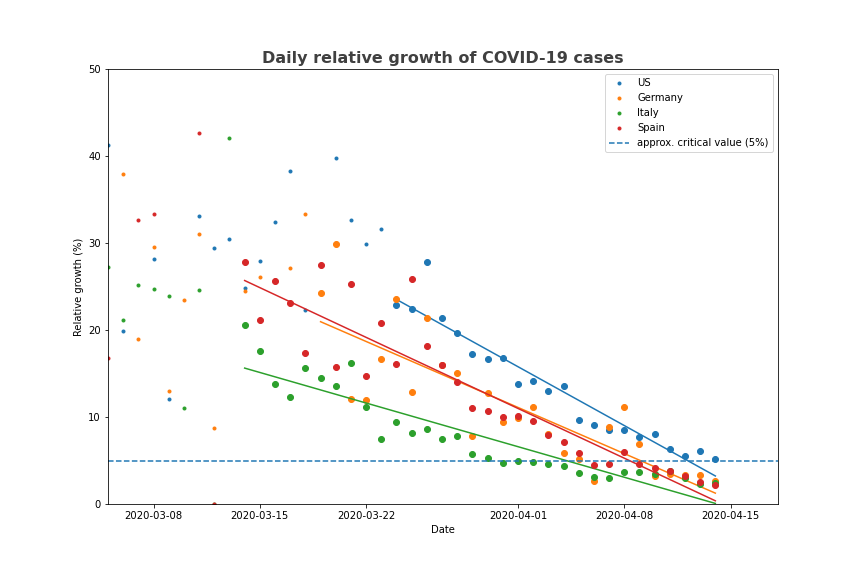 Daily relative growth of COVID-19 cases
50
40
30
20
10
0
Relative growth (%)
US
Germany
Italy
Spain
approx. critical value (5%)
2020-03-08
2020-03-15
2020-03-22
2020-04-01
2020-04-08
2020-04-15
Date